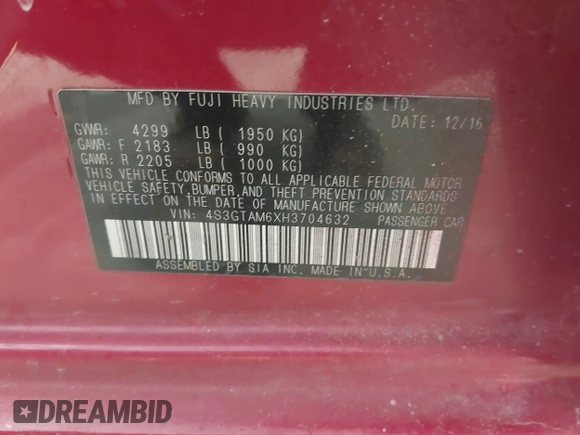 MFD BY FUJI HEAVY INDUSTRIES LTD.
DATE: 12/16
GVWR: 4299 LB ( 1950 KG)
GAWR: F 2183 LB ( 990 KG)
GAWR: R 2205 LB ( 1000 KG)
THIS VEHICLE CONFORMS TO ALL APPLICABLE FEDERAL MOTOR
VEHICLE SAFETY, BUMPER, AND THEFT PREVENTION STANDARDS
IN EFFECT ON THE DATE OF MANUFACTURE SHOWN ABOVE.
VIN: 4S3GTAM6XH3704632 PASSENGER CAR
ASSEMBLED BY SIA INC. MADE IN U.S.A.
DREAMBID